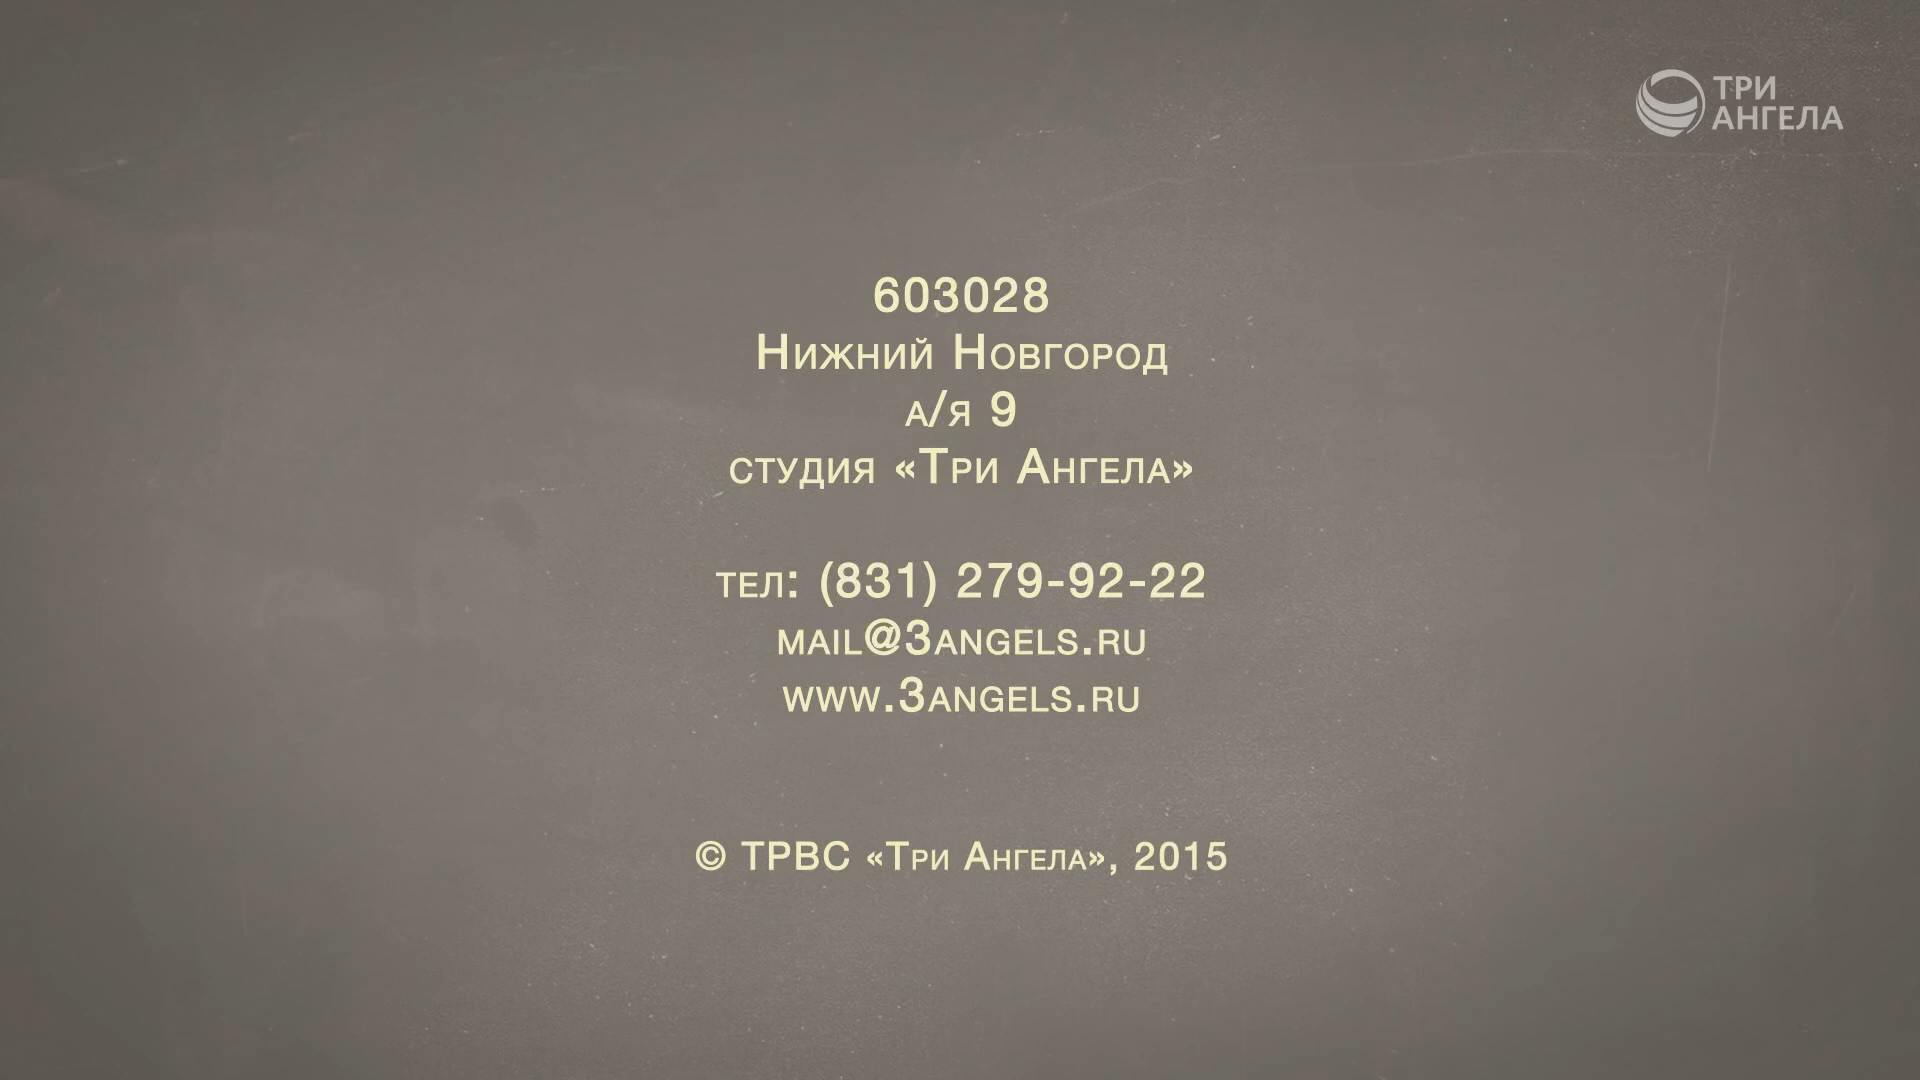 ТРИ
АНГЕЛА
603028
Нижний Новгород
а/я 9
студия «Три Ангела»
тел: (831) 279-92-22
mail@3angels.ru
www.3angels.ru
© ТРВС «Три Ангела», 2015